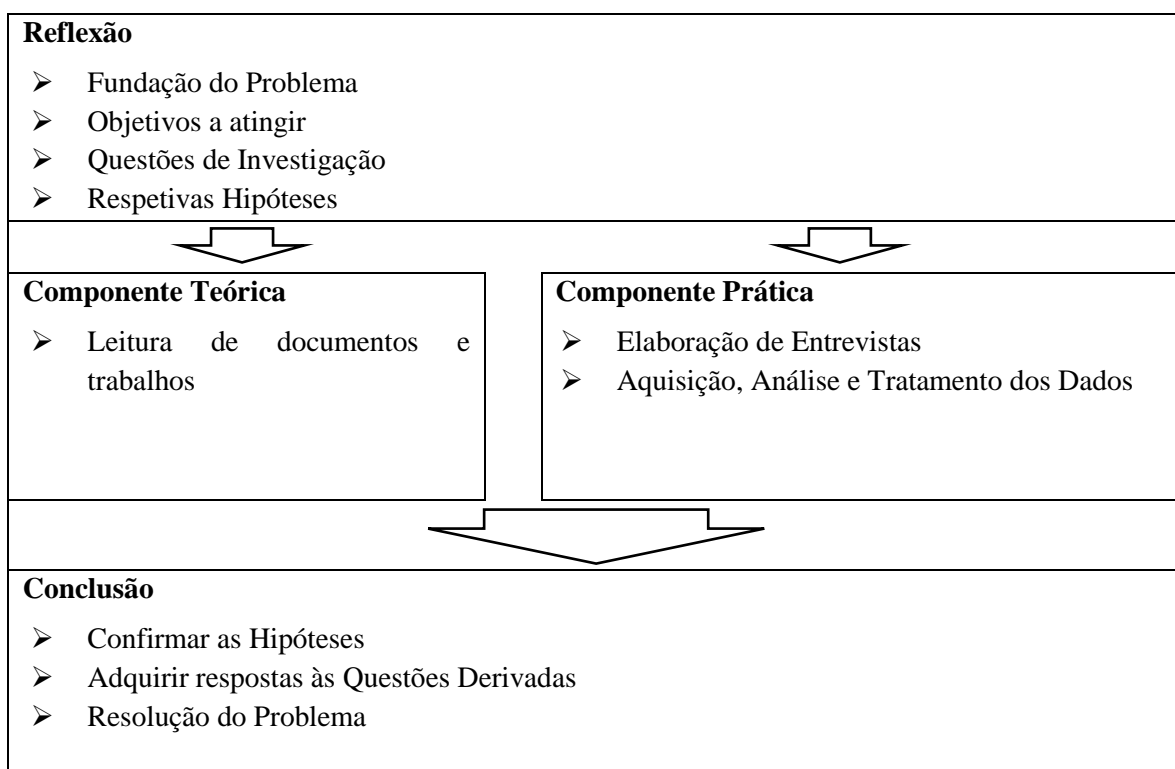 Reflexão
➢ Fundação do Problema
➢ Objetivos a atingir
➢ Questões de Investigação
➢ Respetivas Hipóteses
Componente Teórica
➢ Leitura de documentos e
trabalhos
Componente Prática
➢ Elaboração de Entrevistas
➢ Aquisição, Análise e Tratamento dos Dados
Conclusão
➢ Confirmar as Hipóteses
➢ Adquirir respostas às Questões Derivadas
➢ Resolução do Problema